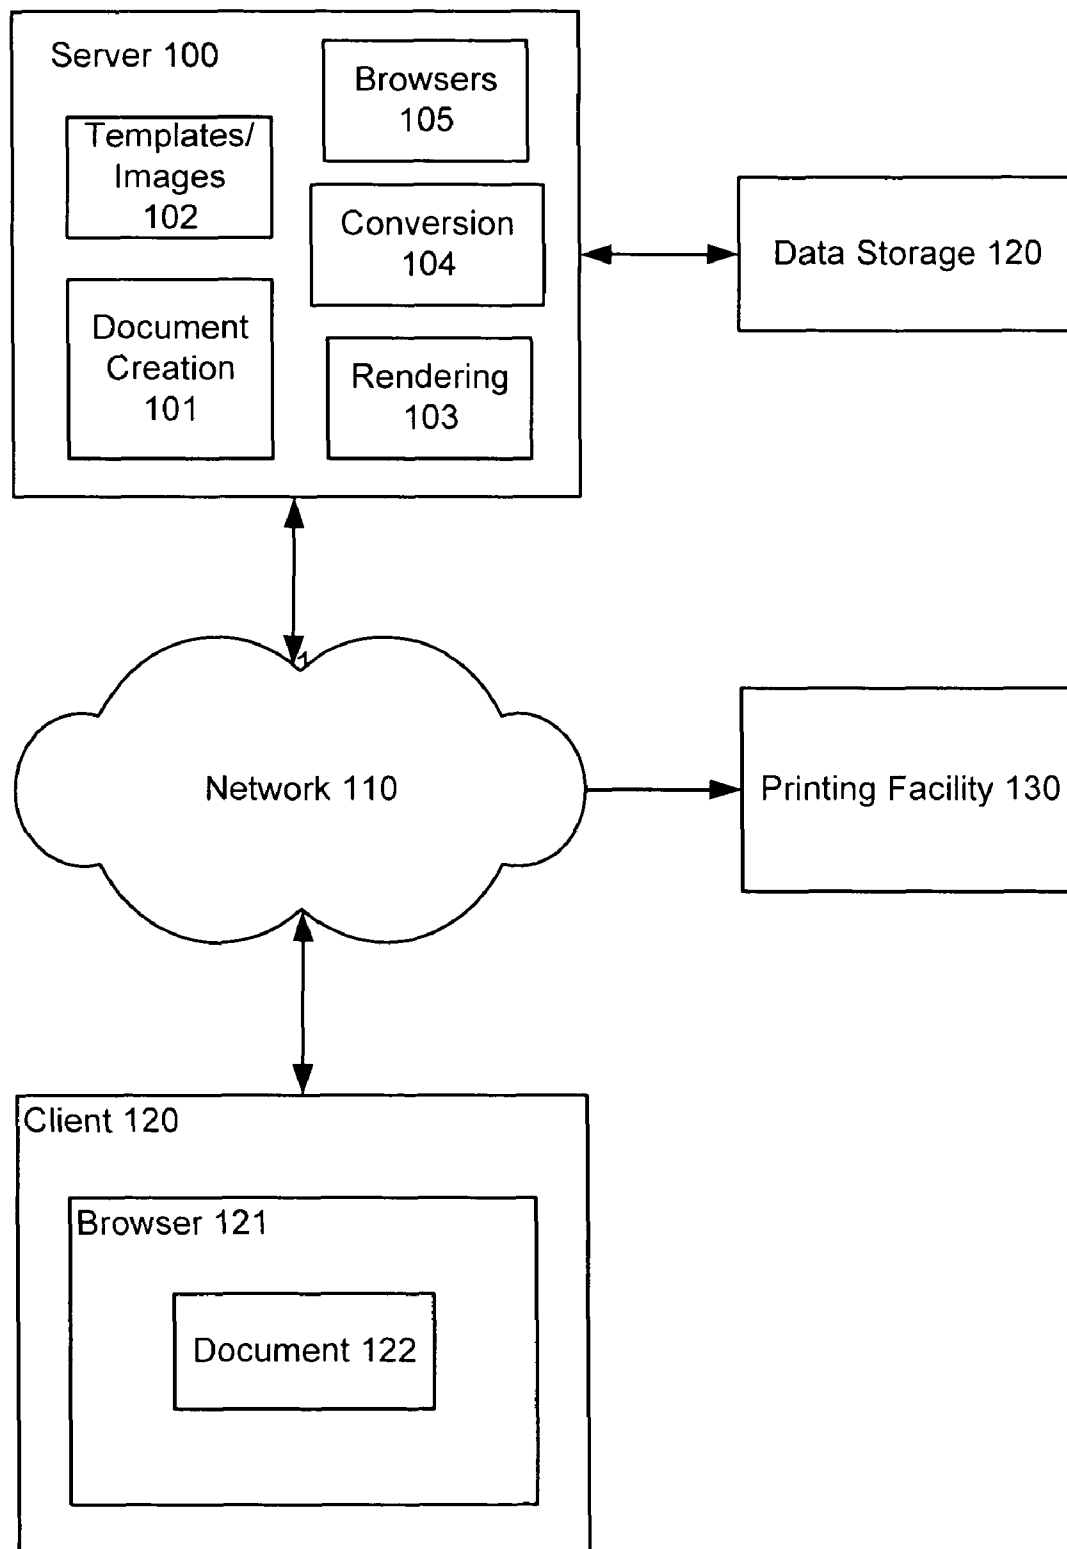 Server 100
Browsers
105
Templates/
Images
102
Conversion
104
Document
Creation
101
Rendering
103
Data Storage 120
1
Network 110
Printing Facility 130
Client 120
Browser 121
Document 122